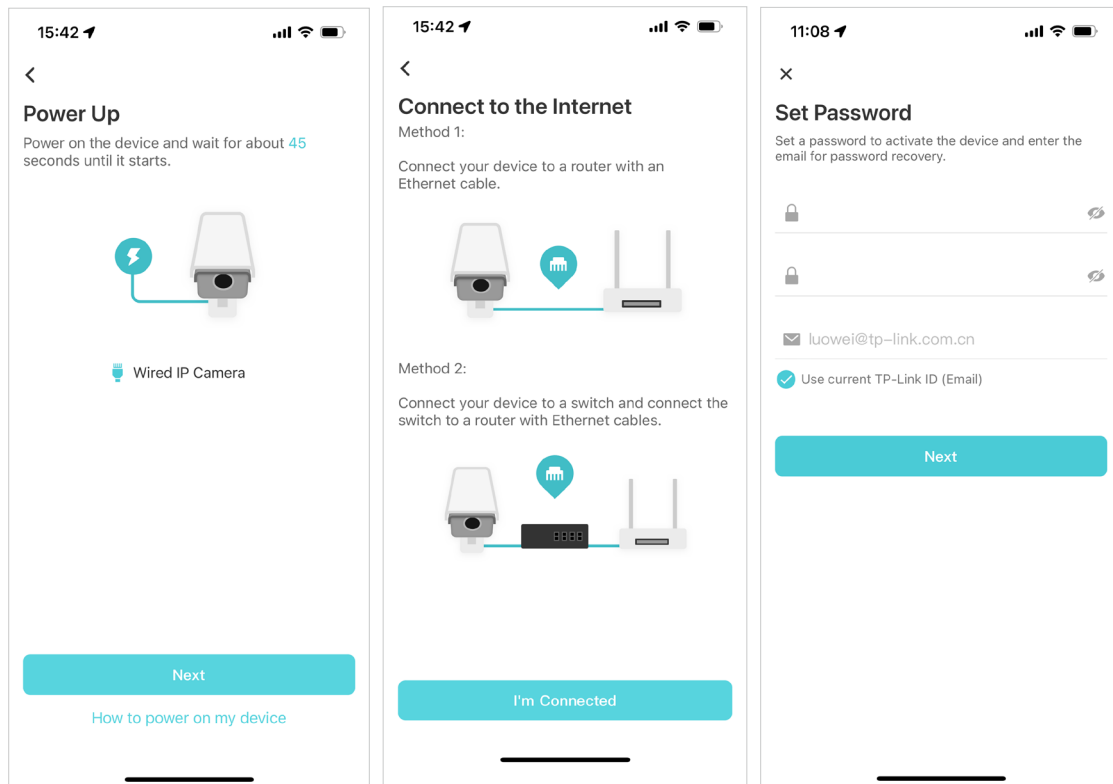 15:42
Power Up
Power on the device and wait for about 45
seconds until it starts.
Wired IP Camera
Next
How to power on my device
15:42
Connect to the Internet
Method 1:
Connect your device to a router with an
Ethernet cable.
Method 2:
Connect your device to a switch and connect the
switch to a router with Ethernet cables.
I'm Connected
11:08
Set Password
Set a password to activate the device and enter the
email for password recovery.
luowei@tp-link.com.cn
Use current TP-Link ID (Email)
Next